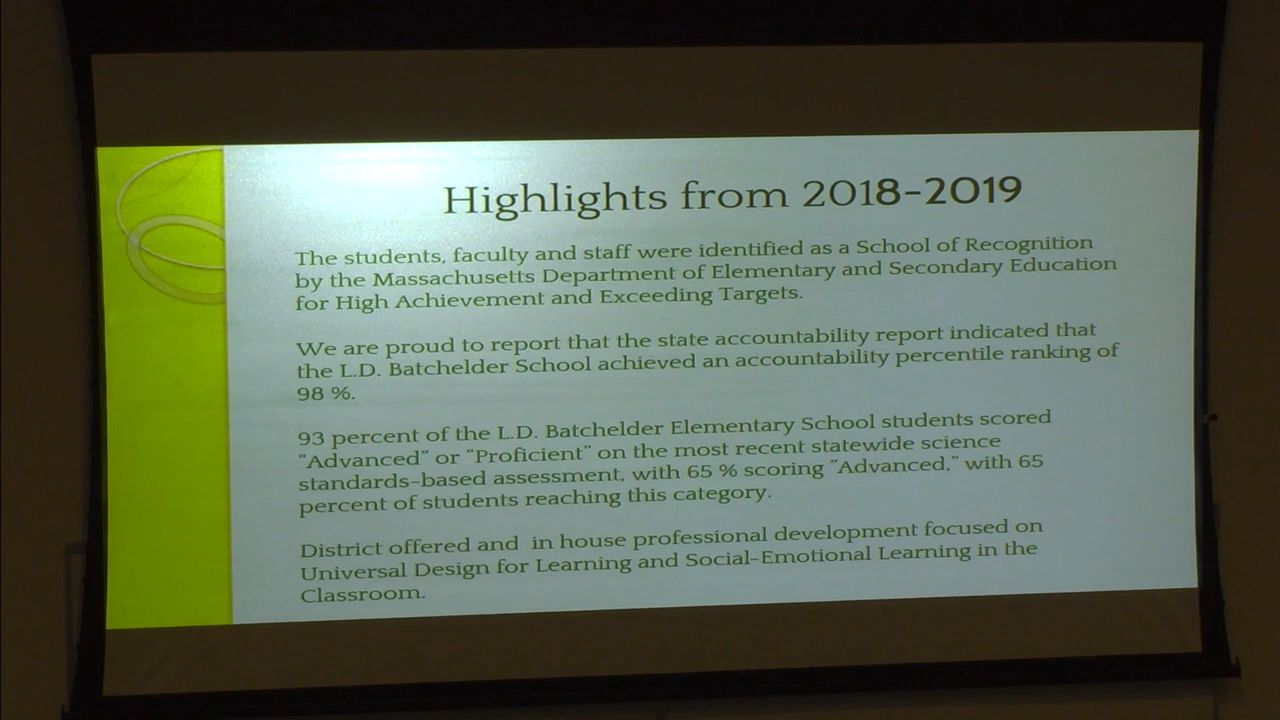 Highlights from 2018-2019
The students, faculty and staff were identified as a School of Recognition
by the Massachusetts Department of Elementary and Secondary Education
for High Achievement and Exceeding Targets.
We are proud to report that the state accountability report indicated that
the L.D. Batchelder School achieved an accountability percentile ranking of
98 %.
93 percent of the L.D. Batchelder Elementary School students scored
“Advanced” or “Proficient” on the most recent statewide science
standards-based assessment, with 65 % scoring “Advanced,” with 65
percent of students reaching this category.
District offered and  in house professional development focused on
Universal Design for Learning and Social-Emotional Learning in the
Classroom.